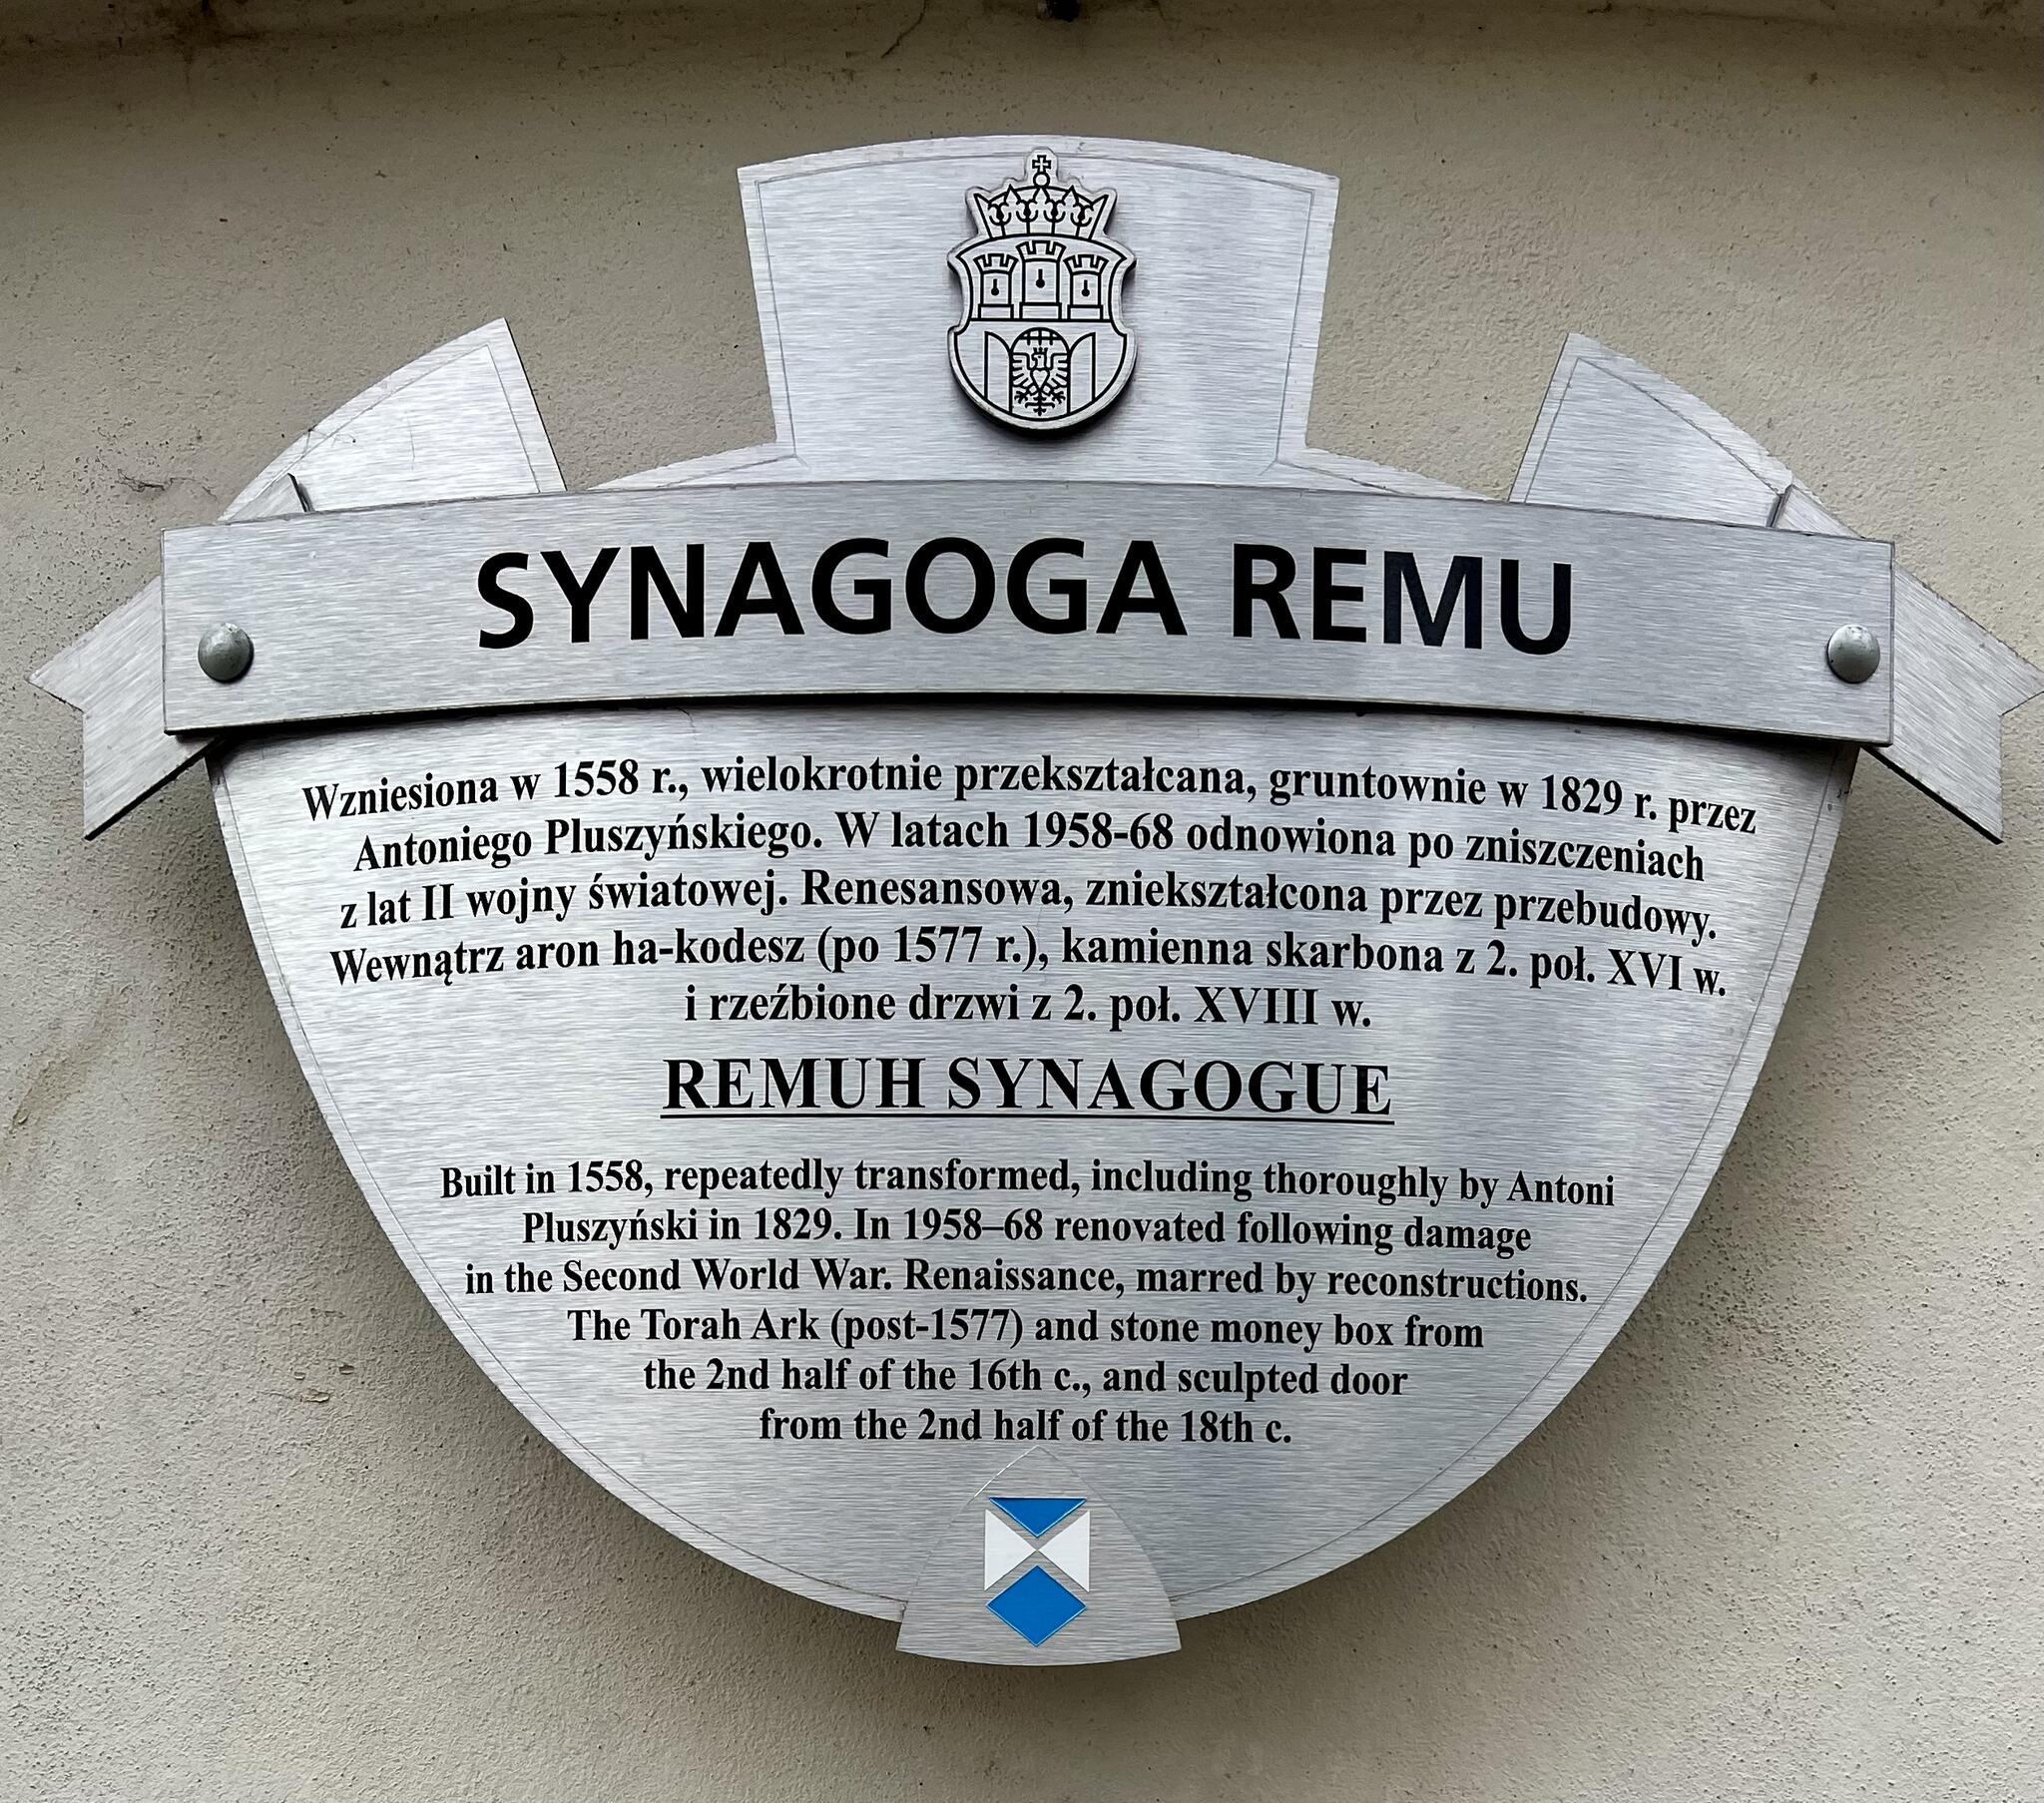 SYNAGOGA REMU
Wzniesiona w 1558 r., wielokrotnie przekształcana, gruntownie w 1829 r. przez
Antoniego Pluszyńskiego. W latach 1958-68 odnowiona po zniszczeniach
z lat II wojny światowej. Renesansowa, zniekształcona przez przebudowy.
Wewnątrz aron ha-kodesz (po 1577 r.), kamienna skarbona z 2. poł. XVI w.
i rzeźbione drzwi z 2. poł. XVIII w.
REMUH SYNAGOGUE
Built in 1558, repeatedly transformed, including thoroughly by Antoni
Pluszyński in 1829. In 1958–68 renovated following damage
in the Second World War. Renaissance, marred by reconstructions.
The Torah Ark (post-1577) and stone money box from
the 2nd half of the 16th c., and sculpted door
from the 2nd half of the 18th c.